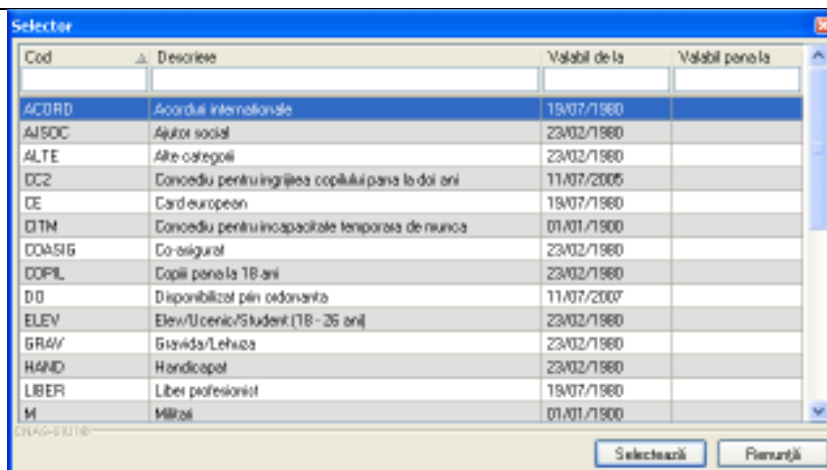 Selector
Cod Descriere Valabil de la Valabil pana la
ACORD Acorduri internationale 19/07/1980
AJSOC Ajutor social 23/02/1980
ALTE Alte categorii 23/02/1980
CC2 Concediu pentru ingrijirea copilului pana la doi ani 11/07/2005
CE Card european 19/07/1980
CITM Concediu pentru incapacitate temporara de munca 01/01/1900
COASIG Co-asigurat 23/02/1980
COPIL Copii pana la 18 ani 23/02/1980
DO Disponibilizat prin ordonanta 11/07/2007
ELEV Elev/Ucenic/Student (18 - 26 ani) 23/02/1980
GRAV Gravida/Lehuza 23/02/1980
HAND Handicapat 23/02/1980
LIBER Liber profesionist 19/07/1980
M Militari 01/01/1900
CNAS-SIUI
Selectează Renunţă